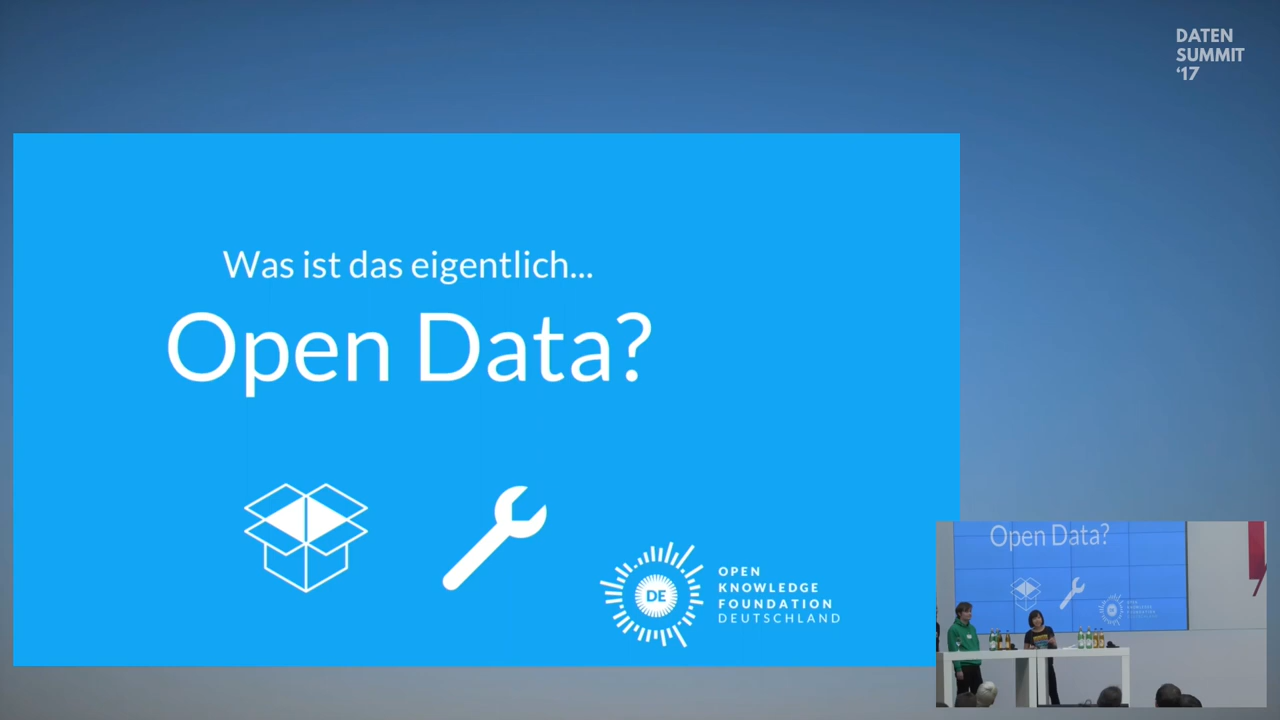 DATEN
SUMMIT
‘17
Was ist das eigentlich...
Open Data?
DE
OPEN
KNOWLEDGE
FOUNDATION
DEUTSCHLAND
Open Data?